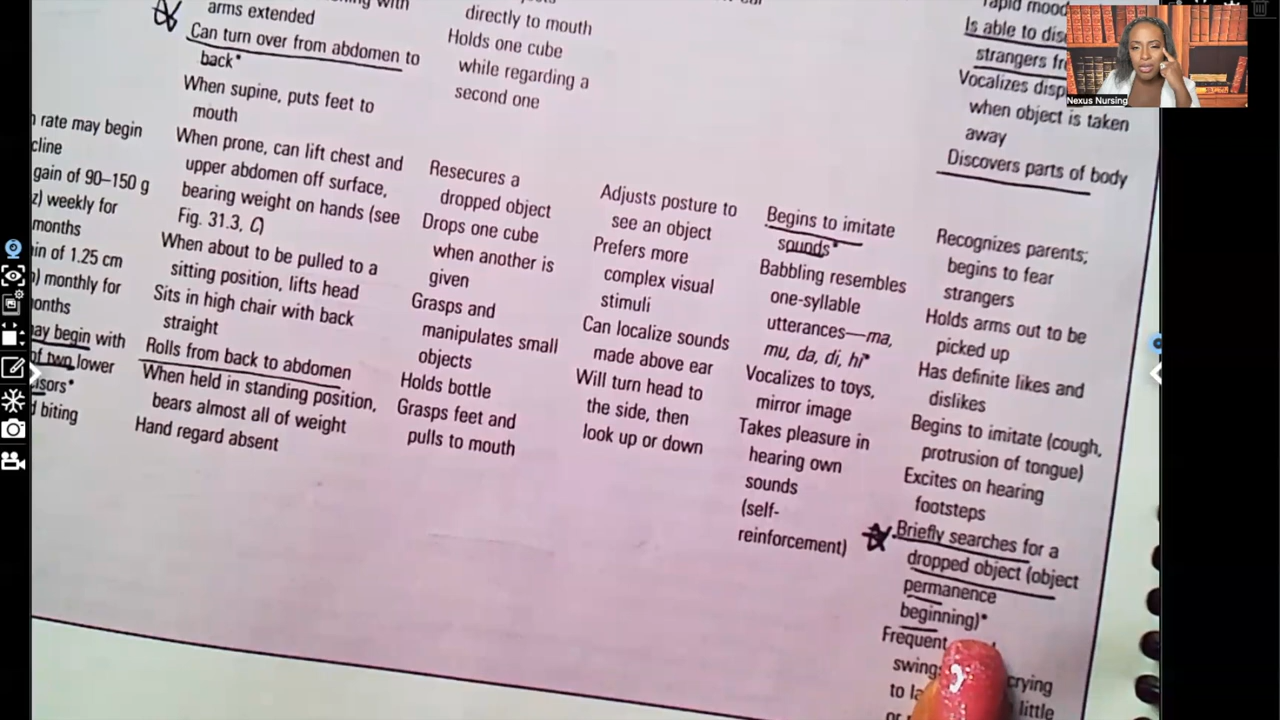 arms extended
Can turn over from abdomen to
back*
When supine, puts feet to
mouth
rate may begin
cline
gain of 90–150 g
z) weekly for
months
in of 1.25 cm
) monthly for
onths
may begin with
of two lower
isors*
d biting
When prone, can lift chest and
upper abdomen off surface,
bearing weight on hands (see
Fig. 31.3, C)
When about to be pulled to a
sitting position, lifts head
Sits in high chair with back
straight
Rolls from back to abdomen
When held in standing position,
bears almost all of weight
Hand regard absent
directly to mouth
Holds one cube
while regarding a
second one
Resecures a
dropped object
Drops one cube
when another is
given
Grasps and
manipulates small
objects
Holds bottle
Grasps feet and
pulls to mouth
Adjusts posture to
see an object
Prefers more
complex visual
stimuli
Can localize sounds
made above ear
Will turn head to
the side, then
look up or down
Begins to imitate
sounds*
Babbling resembles
one-syllable
utterances—ma,
mu, da, di, hi*
Vocalizes to toys,
mirror image
Takes pleasure in
hearing own
sounds
(self-
reinforcement)
rapid mood
Is able to dis
strangers fr
Vocalizes disp
when object is taken
away
Discovers parts of body
Recognizes parents;
begins to fear
strangers
Holds arms out to be
picked up
Has definite likes and
dislikes
Begins to imitate (cough,
protrusion of tongue)
Excites on hearing
footsteps
Briefly searches for a
dropped object (object
permanence
beginning)*
Frequent
swing crying
to la little
Nexus Nursing